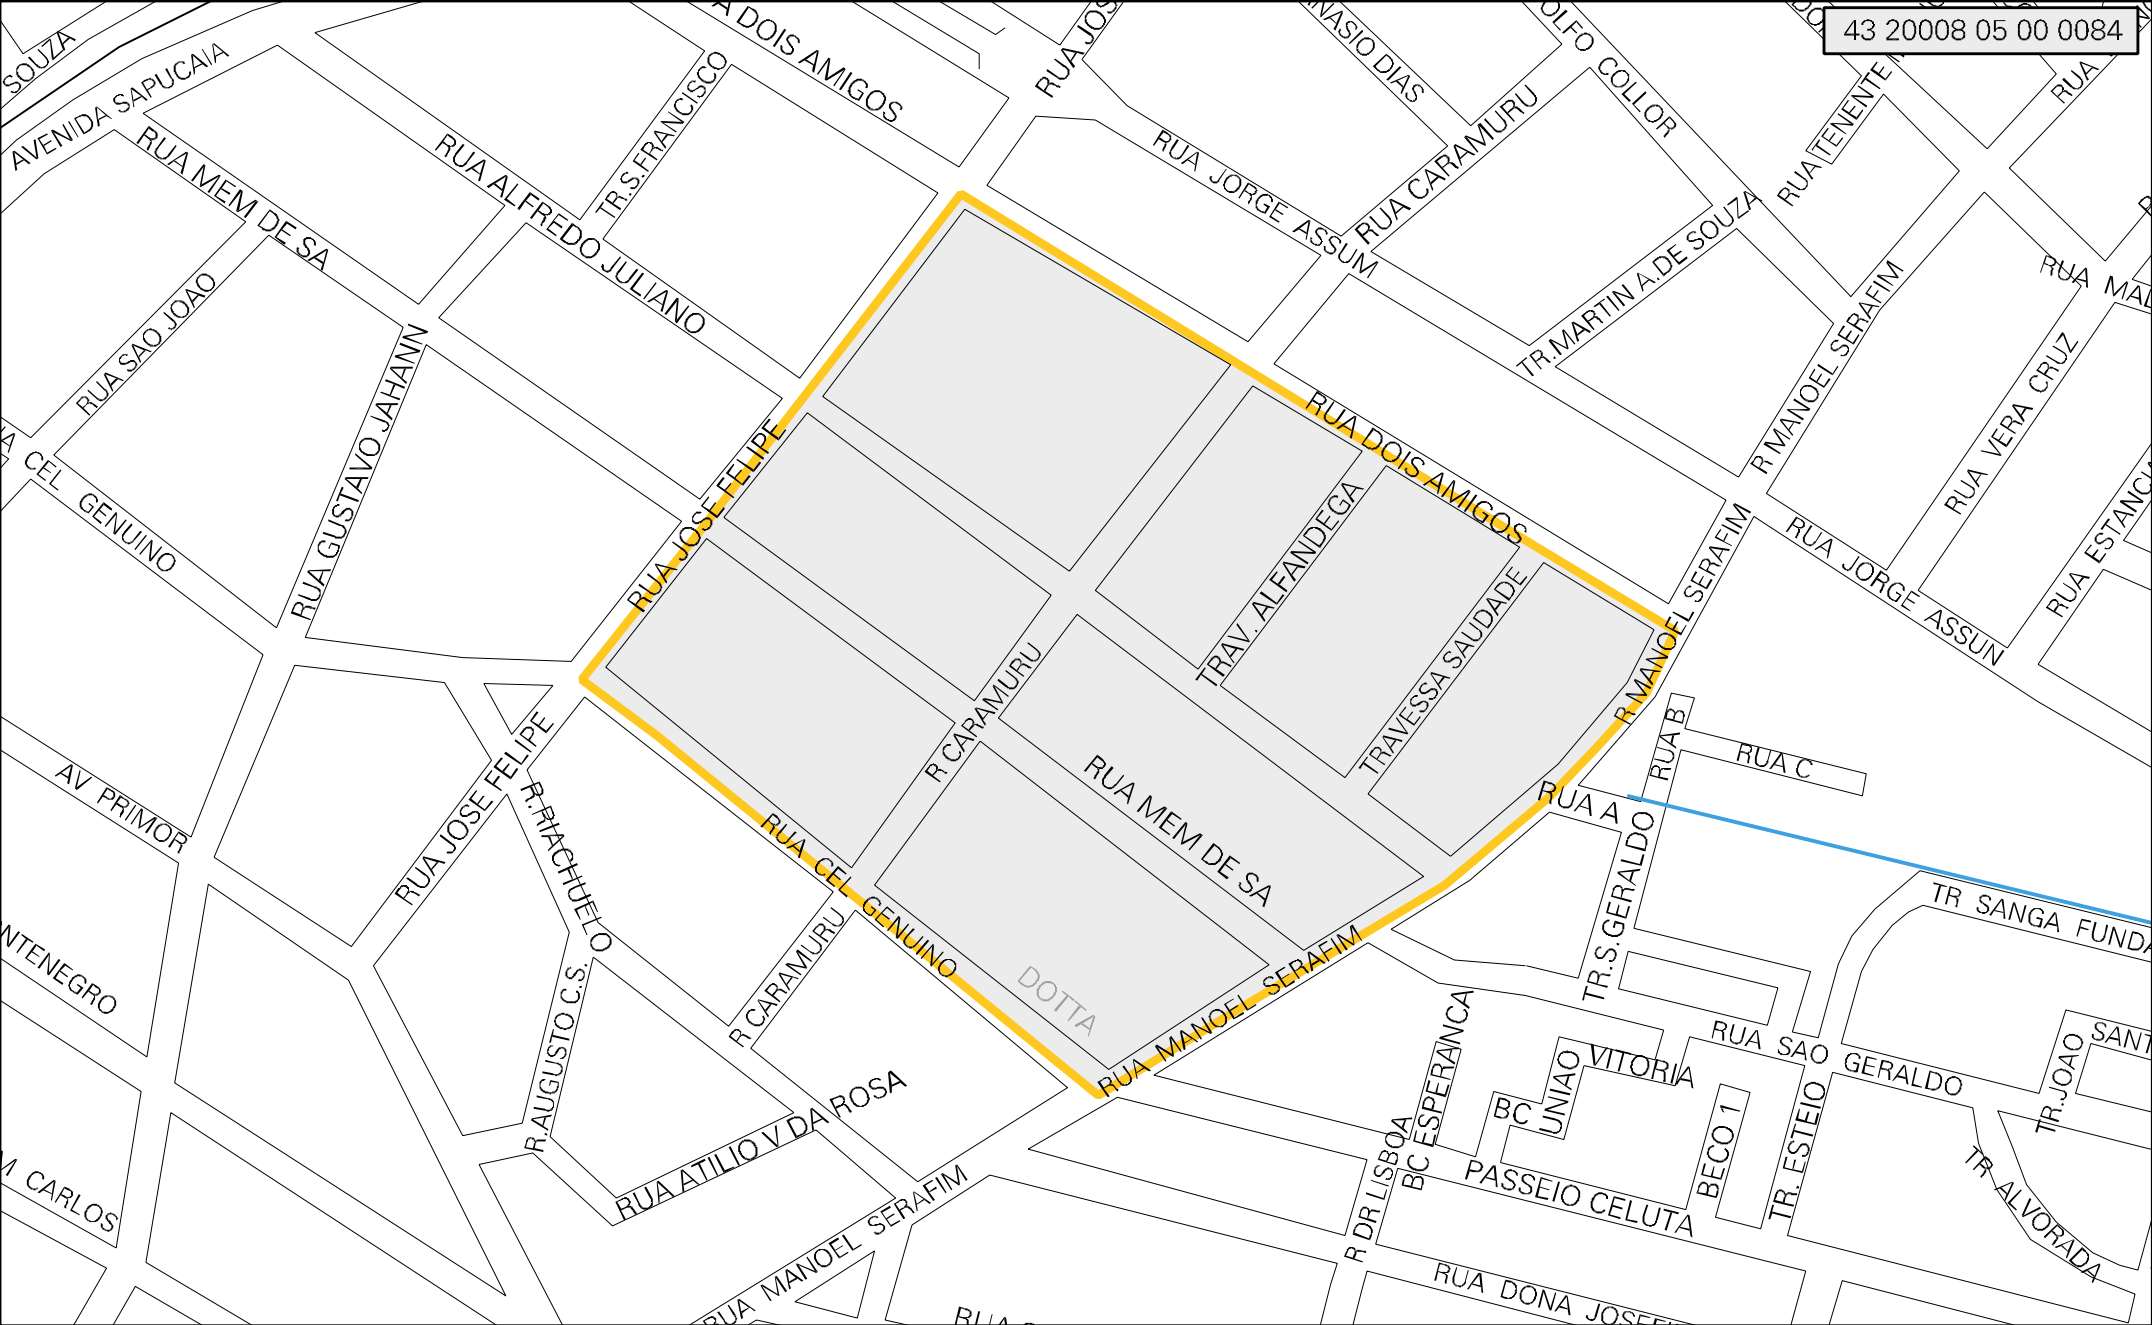 43 20008 05 00 0084
SOUZA
AVENIDA SAPUCAIA
RUA MEM DE SA
RUA ALFREDO JULIANO
TR.S.FRANCISCO
A DOIS AMIGOS
RUA JOS
NASIO DIAS
OLFO COLLOR
RUA CARAMURU
RUA JORGE ASSUM
RUA TENENTE
RUA
TR.MARTIN A.DE SOUZA
RUA MAL
R MANOEL SERAFIM
RUA VERA CRUZ
RUA ESTANCIA
RUA JORGE ASSUN
RUA SAO JOAO
RUA GUSTAVO JAHANN
CEL GENUINO
RUA JOSE FELIPE
RUA DOIS AMIGOS
TRAV. ALFANDEGA
TRAVESSA SAUDADE
R MANOEL SERAFIM
R MANOEL SERAFIM
R CARAMURU
RUA MEM DE SA
RUA B
RUA C
RUA A
TR.S.GERALDO
AV PRIMOR
RUA JOSE FELIPE
R.RIACHUELO
RUA CEL GENUINO
R CARAMURU
DOTTA
RUA MANOEL SERAFIM
TR SANGA FUNDA
NTENEGRO
R.AUGUSTO C.S.
RUA ATILIO V DA ROSA
BC ESPERANCA
BC UNIAO
VITORIA
RUA SAO GERALDO
SANT
TR.JOAO
BECO 1
TR. ESTEIO
PASSEIO CELUTA
R DR LISBOA
TR ALVORADA
M CARLOS
RUA MANOEL SERAFIM
RUA DONA JOSEFI
RUA